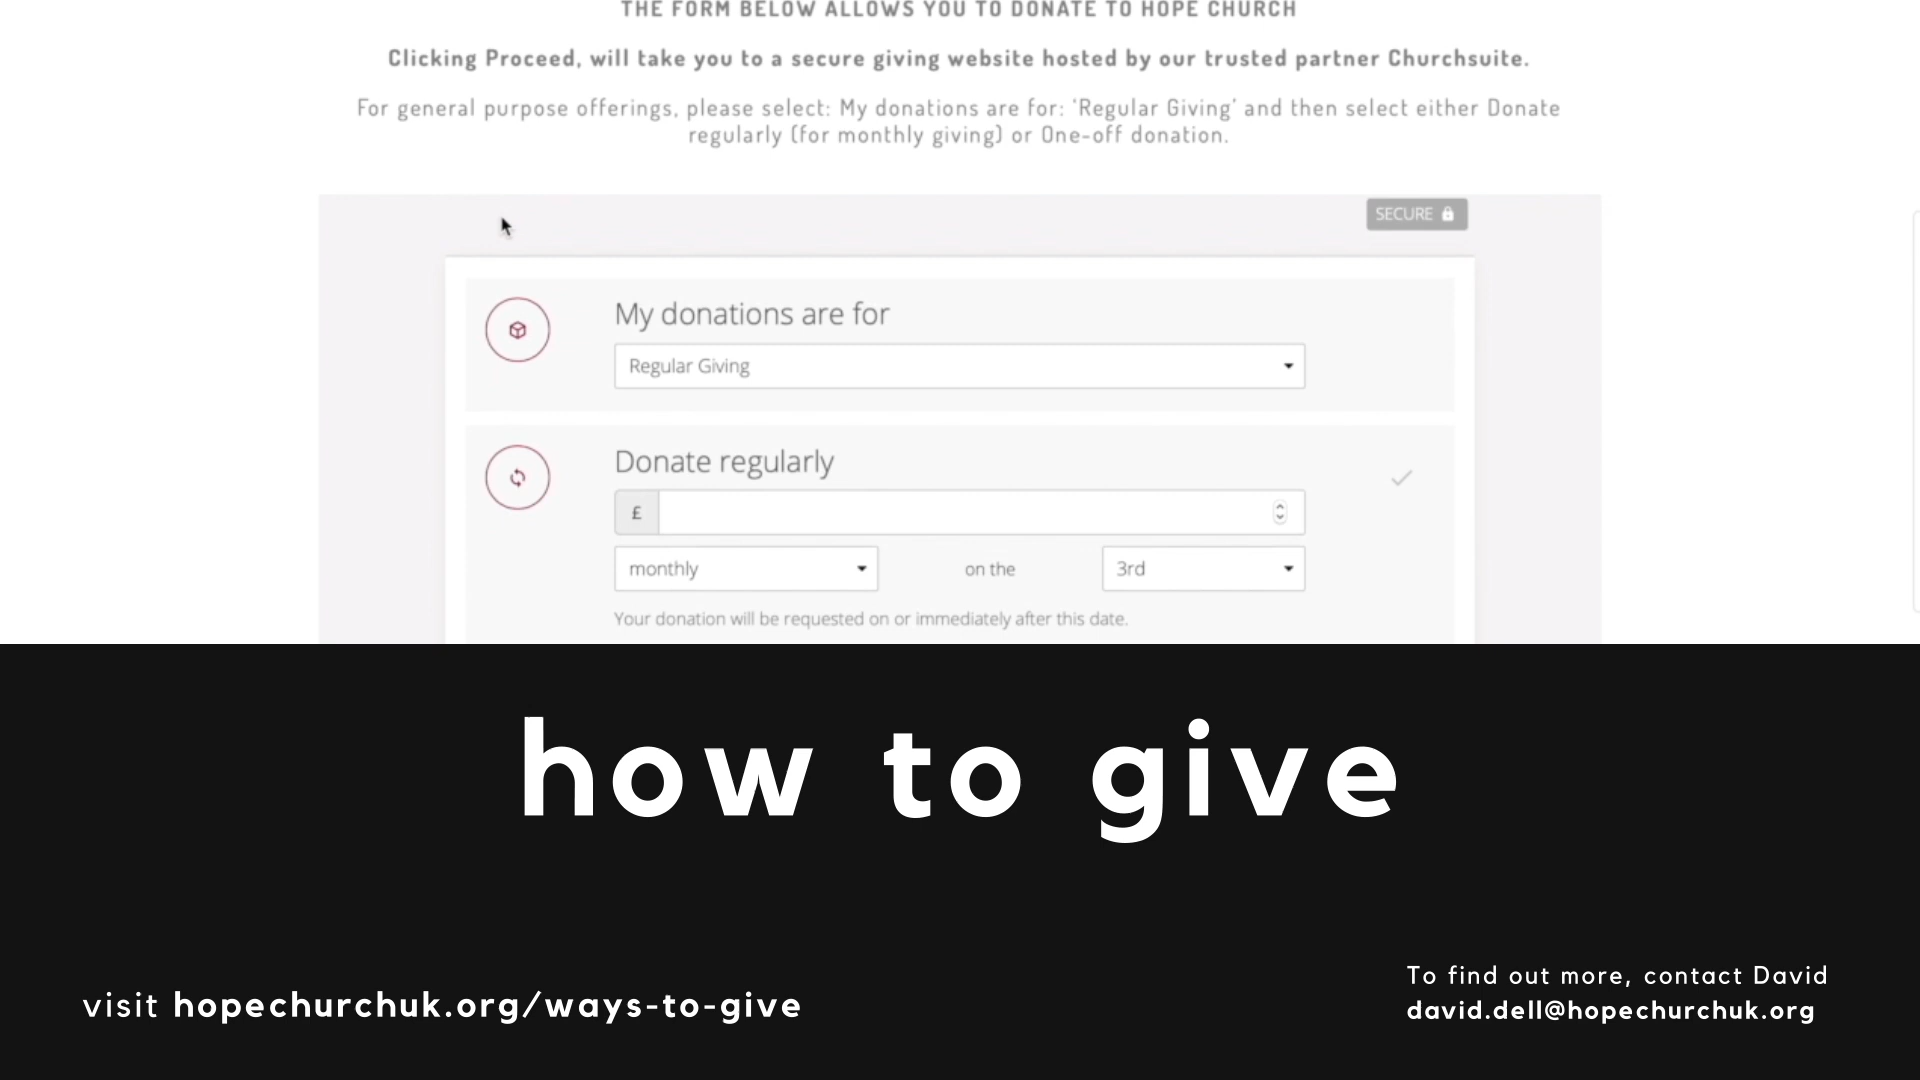 THE FORM BELOW ALLOWS YOU TO DONATE TO HOPE CHURCH
Clicking Proceed, will take you to a secure giving website hosted by our trusted partner Churchsuite.
For general purpose offerings, please select: My donations are for: 'Regular Giving' and then select either Donate
regularly (for monthly giving) or One-off donation.
SECURE
My donations are for
Regular Giving
Donate regularly
£
monthly on the 3rd
Your donation will be requested on or immediately after this date.
how to give
visit hopechurchuk.org/ways-to-give
To find out more, contact David
david.dell@hopechurchuk.org